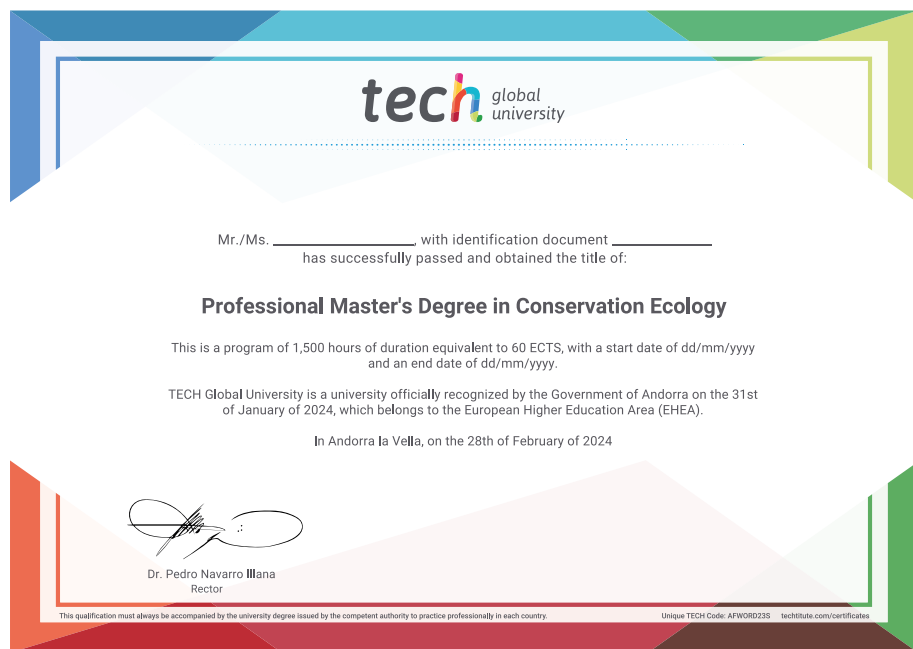 tech global
university
Mr./Ms. , with identification document
has successfully passed and obtained the title of:
Professional Master's Degree in Conservation Ecology
This is a program of 1,500 hours of duration equivalent to 60 ECTS, with a start date of dd/mm/yyyy
and an end date of dd/mm/yyyy.
TECH Global University is a university officially recognized by the Government of Andorra on the 31st
of January of 2024, which belongs to the European Higher Education Area (EHEA).
In Andorra la Vella, on the 28th of February of 2024
Dr. Pedro Navarro Illana
Rector
This qualification must always be accompanied by the university degree issued by the competent authority to practice professionally in each country. Unique TECH Code: AFWORD23S techtitute.com/certificates